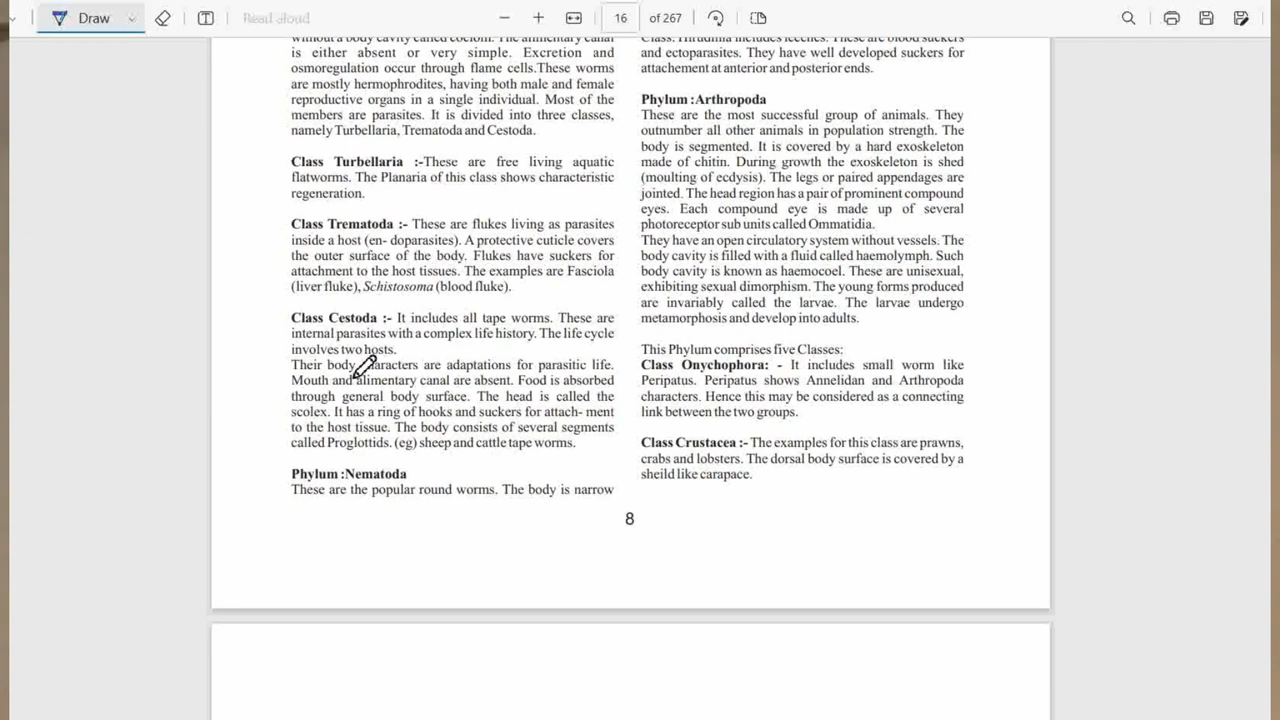 Draw
Read aloud
16
of 267
without a body cavity called coelom. The alimentary canal
is either absent or very simple. Excretion and
osmoregulation occur through flame cells.These worms
are mostly hermophrodites, having both male and female
reproductive organs in a single individual. Most of the
members are parasites. It is divided into three classes,
namely Turbellaria, Trematoda and Cestoda.
Class Turbellaria :-These are free living aquatic
flatworms. The Planaria of this class shows characteristic
regeneration.
Class Trematoda :- These are flukes living as parasites
inside a host (en- doparasites). A protective cuticle covers
the outer surface of the body. Flukes have suckers for
attachment to the host tissues. The examples are Fasciola
(liver fluke), Schistosoma (blood fluke).
Class Cestoda :- It includes all tape worms. These are
internal parasites with a complex life history. The life cycle
involves two hosts.
Their body characters are adaptations for parasitic life.
Mouth and alimentary canal are absent. Food is absorbed
through general body surface. The head is called the
scolex. It has a ring of hooks and suckers for attach- ment
to the host tissue. The body consists of several segments
called Proglottids. (eg) sheep and cattle tape worms.
Phylum :Nematoda
These are the popular round worms. The body is narrow
Class: Hirudinia includes leeches. These are blood suckers
and ectoparasites. They have well developed suckers for
attachement at anterior and posterior ends.
Phylum :Arthropoda
These are the most successful group of animals. They
outnumber all other animals in population strength. The
body is segmented. It is covered by a hard exoskeleton
made of chitin. During growth the exoskeleton is shed
(moulting of ecdysis). The legs or paired appendages are
jointed. The head region has a pair of prominent compound
eyes. Each compound eye is made up of several
photoreceptor sub units called Ommatidia.
They have an open circulatory system without vessels. The
body cavity is filled with a fluid called haemolymph. Such
body cavity is known as haemocoel. These are unisexual,
exhibiting sexual dimorphism. The young forms produced
are invariably called the larvae. The larvae undergo
metamorphosis and develop into adults.
This Phylum comprises five Classes:
Class Onychophora: - It includes small worm like
Peripatus. Peripatus shows Annelidan and Arthropoda
characters. Hence this may be considered as a connecting
link between the two groups.
Class Crustacea :- The examples for this class are prawns,
crabs and lobsters. The dorsal body surface is covered by a
sheild like carapace.
8